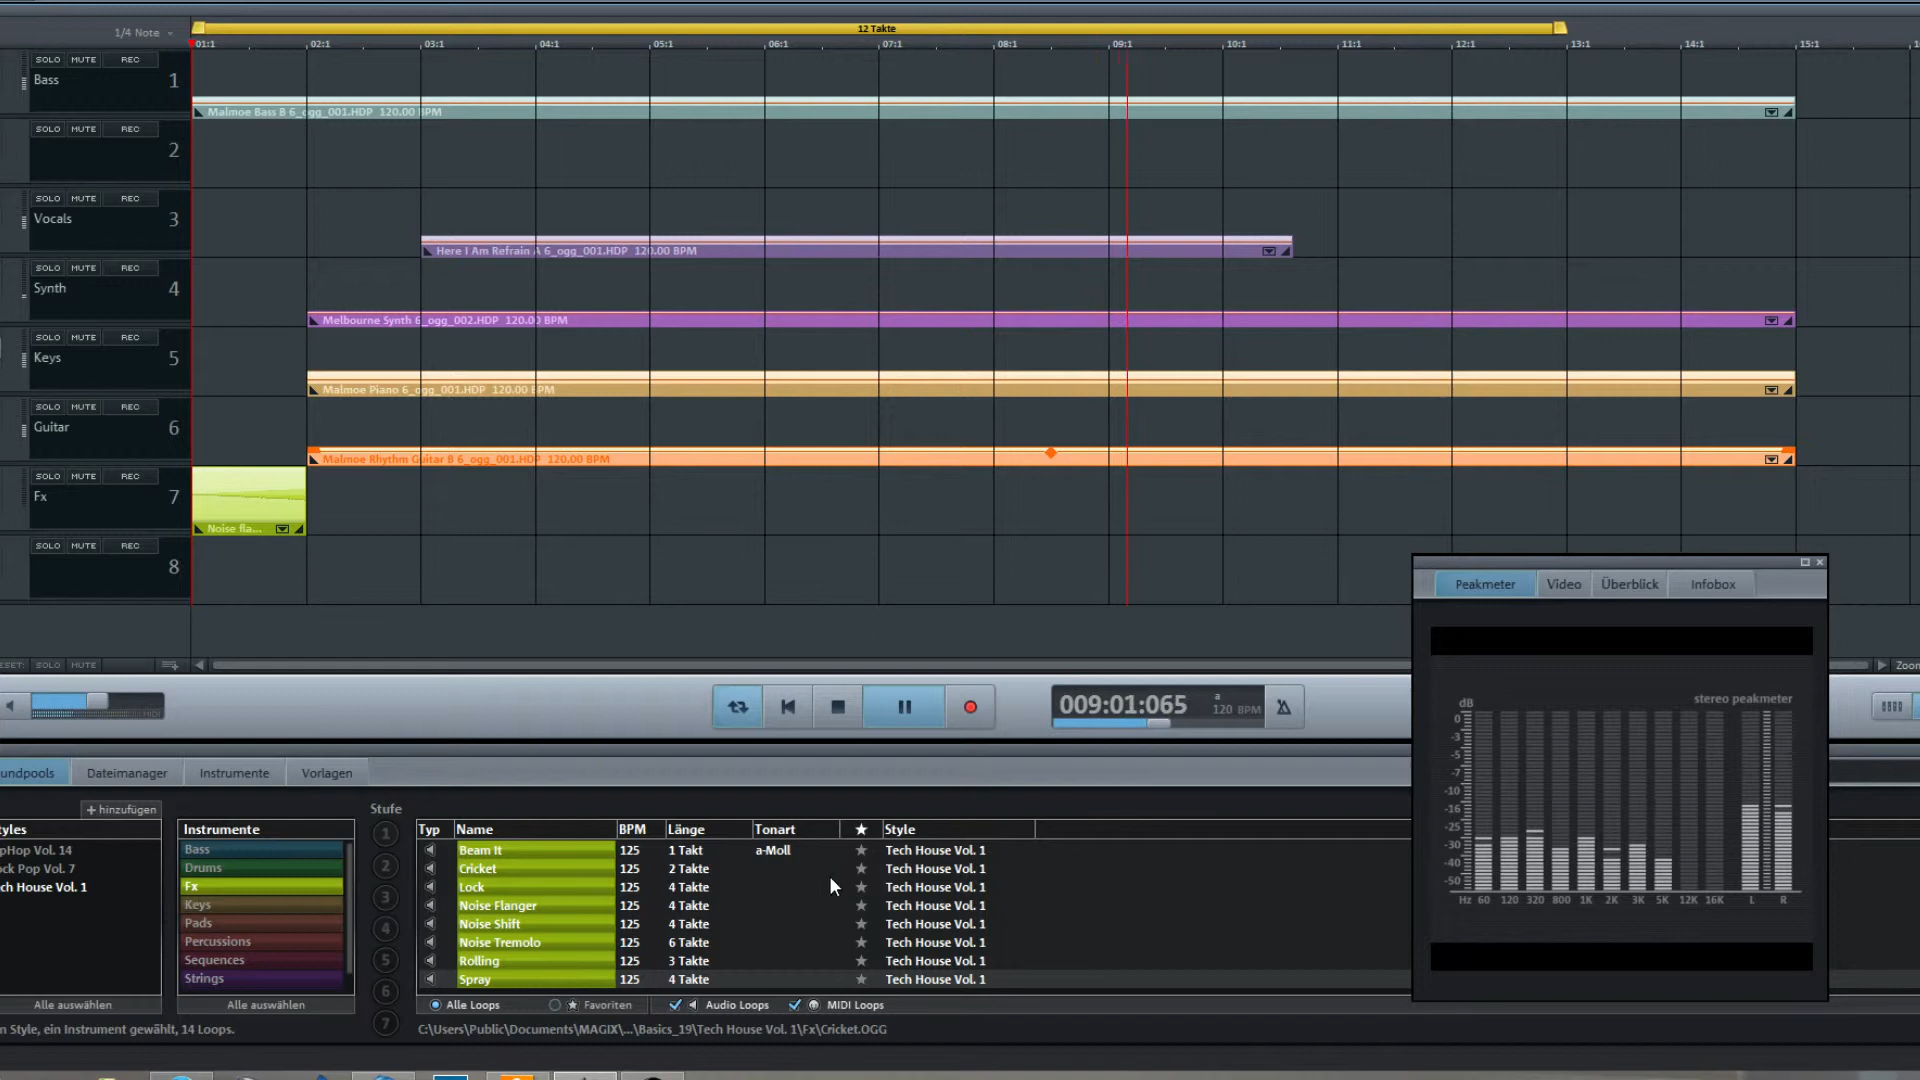 12 Takte
1/4 Note
01:1 02:1 03:1 04:1 05:1 06:1 07:1 08:1 09:1 10:1 11:1 12:1 13:1 14:1 15:1
SOLO MUTE REC
Bass 1
Malmoe Bass B 6_ogg_001.HDP 120.00 BPM
SOLO MUTE REC
2
SOLO MUTE REC
Vocals 3
Here I Am Refrain A 6_ogg_001.HDP 120.00 BPM
SOLO MUTE REC
Synth 4
Melbourne Synth 6_ogg_002.HDP 120.00 BPM
SOLO MUTE REC
Keys 5
Malmoe Piano 6_ogg_001.HDP 120.00 BPM
SOLO MUTE REC
Guitar 6
Malmoe Rhythm Guitar B 6_ogg_001.HDP 120.00 BPM
SOLO MUTE REC
Fx 7
Noise fla...
SOLO MUTE REC
8
Peakmeter Video Überblick Infobox
ESET: SOLO MUTE
Zoom
MIDI
009:01:065
a
120 BPM
stereo peakmeter
dB
0
-3
-5
-7
-10
-16
-25
-30
-40
-50
Hz 60 120 320 800 1K 2K 3K 5K 12K 16K L R
undpools Dateimanager Instrumente Vorlagen
+ hinzufügen
tyles
pHop Vol. 14
ock Pop Vol. 7
ech House Vol. 1
Alle auswählen
Instrumente
Bass
Drums
Fx
Keys
Pads
Percussions
Sequences
Strings
Alle auswählen
Stufe
1
2
3
4
5
6
7
Typ Name BPM Länge Tonart ★ Style
Beam It 125 1 Takt a-Moll Tech House Vol. 1
Cricket 125 2 Takte Tech House Vol. 1
Lock 125 4 Takte Tech House Vol. 1
Noise Flanger 125 4 Takte Tech House Vol. 1
Noise Shift 125 4 Takte Tech House Vol. 1
Noise Tremolo 125 6 Takte Tech House Vol. 1
Rolling 125 3 Takte Tech House Vol. 1
Spray 125 4 Takte Tech House Vol. 1
Alle Loops Favoriten Audio Loops MIDI Loops
n Style, ein Instrument gewählt, 14 Loops.
C:\Users\Public\Documents\MAGIX\...\Basics_19\Tech House Vol. 1\Fx\Cricket.OGG